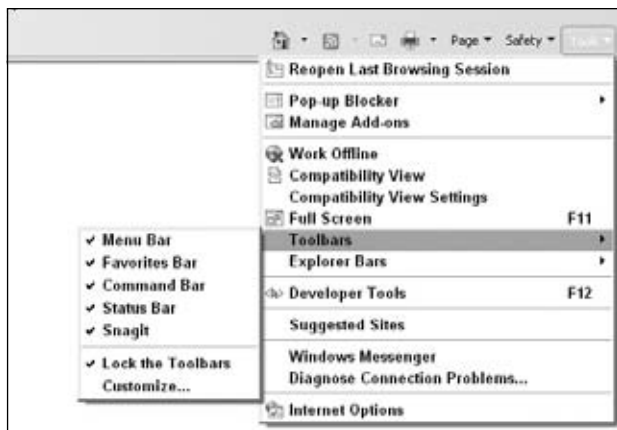 Page Safety Tools
Reopen Last Browsing Session
Pop-up Blocker
Manage Add-ons
Work Offline
Compatibility View
Compatibility View Settings
Full Screen F11
Toolbars
Explorer Bars
Developer Tools F12
Suggested Sites
Windows Messenger
Diagnose Connection Problems...
Internet Options
Menu Bar
Favorites Bar
Command Bar
Status Bar
Snagit
Lock the Toolbars
Customize...